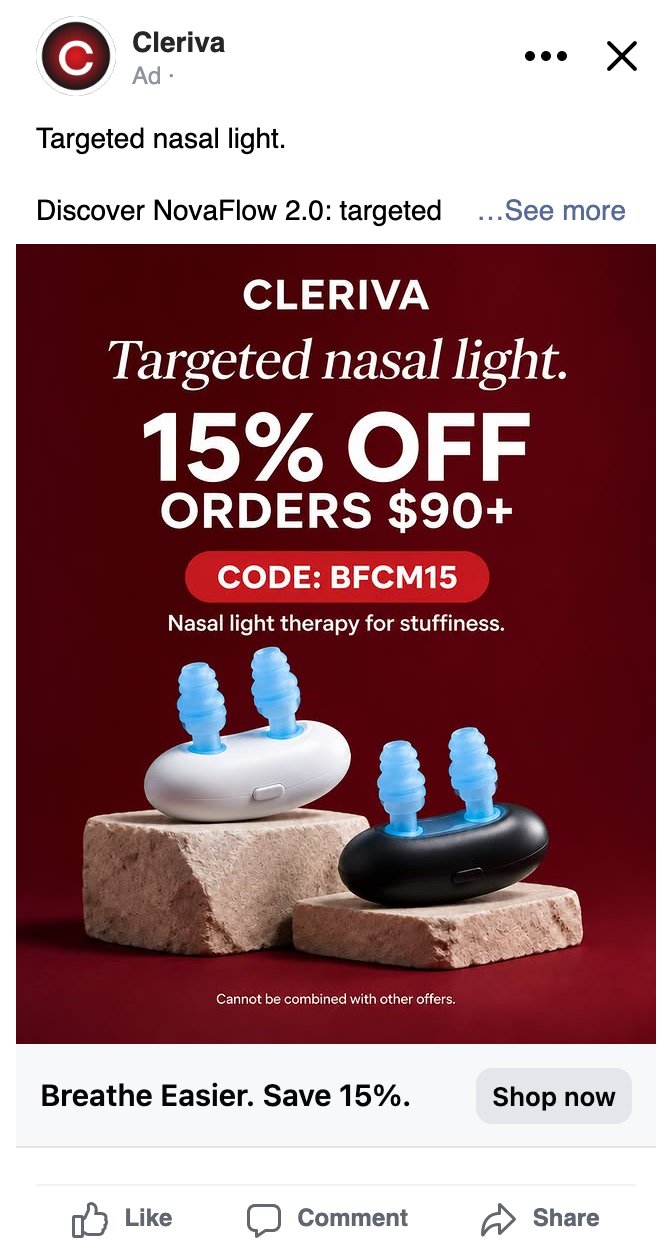 C
Cleriva
Ad ·
Targeted nasal light.
Discover NovaFlow 2.0: targeted ...See more
CLERIVA
Targeted nasal light.
15% OFF
ORDERS $90+
CODE: BFCM15
Nasal light therapy for stuffiness.
Cannot be combined with other offers.
Breathe Easier. Save 15%.
Shop now
Like Comment Share